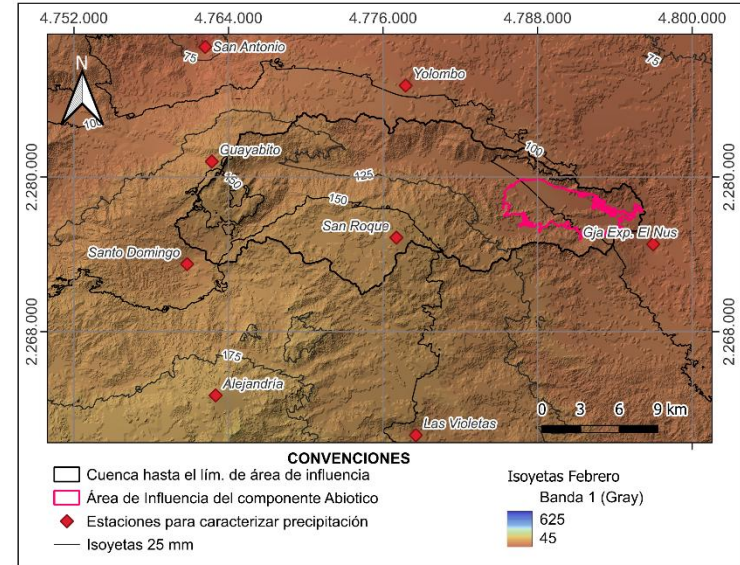 4.752.000 4.764.000 4.776.000 4.788.000 4.800.000
75
San Antonio
75
N
Yolombo
100
Guayabito
100
2.280.000
2.280.000
125
150
150
San Roque
Gja Exp. El Nus
Santo Domingo
2.268.000
2.268.000
175
Alejandría
Las Violetas
0 3 6 9 km
CONVENCIONES
Cuenca hasta el lím. de área de influencia
Área de Influencia del componente Abiotico
Estaciones para caracterizar precipitación
Isoyetas 25 mm
Isoyetas Febrero
Banda 1 (Gray)
625
45